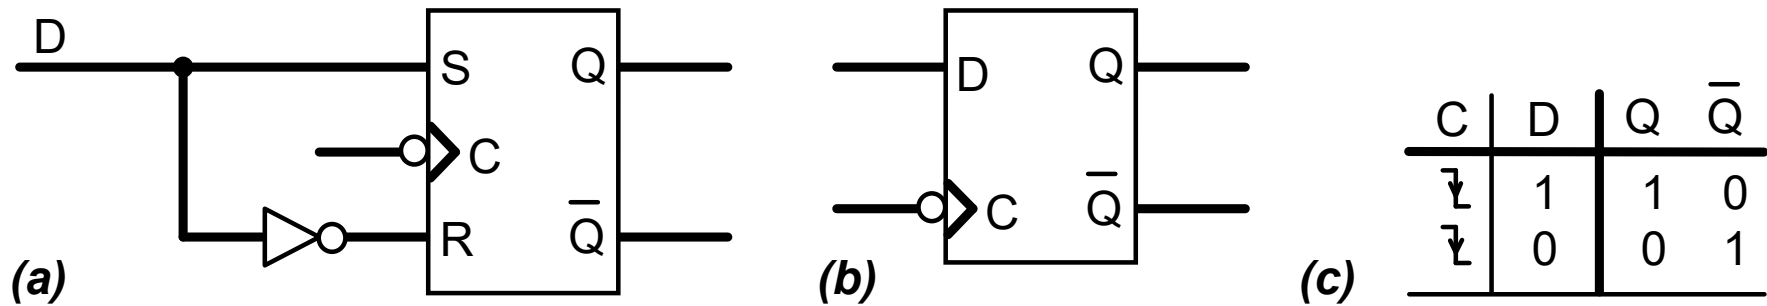 D
S Q
C
R Q̅
(a)
D Q
C Q̅
(b)
C D Q Q̅
1 1 0
0 0 1
(c)